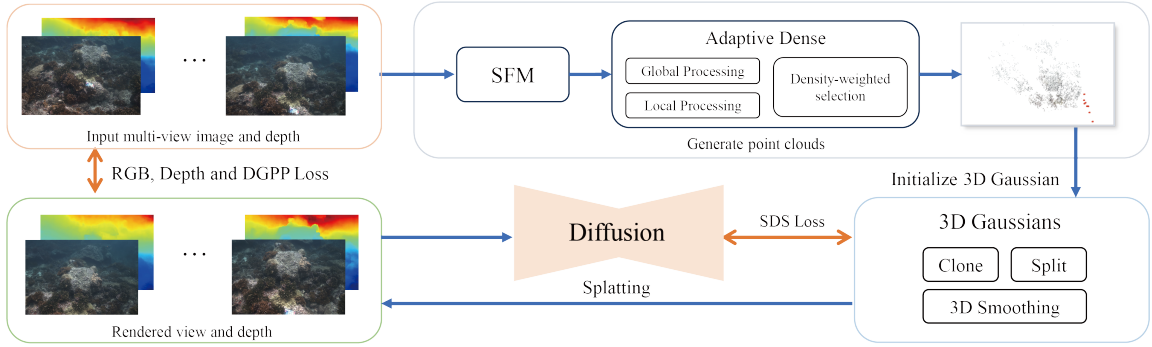 Input multi-view image and depth
SFM
Adaptive Dense
Global Processing
Local Processing
Density-weighted
selection
Generate point clouds
RGB, Depth and DGPP Loss
Initialize 3D Gaussian
Diffusion
SDS Loss
3D Gaussians
Clone
Split
3D Smoothing
Splatting
Rendered view and depth